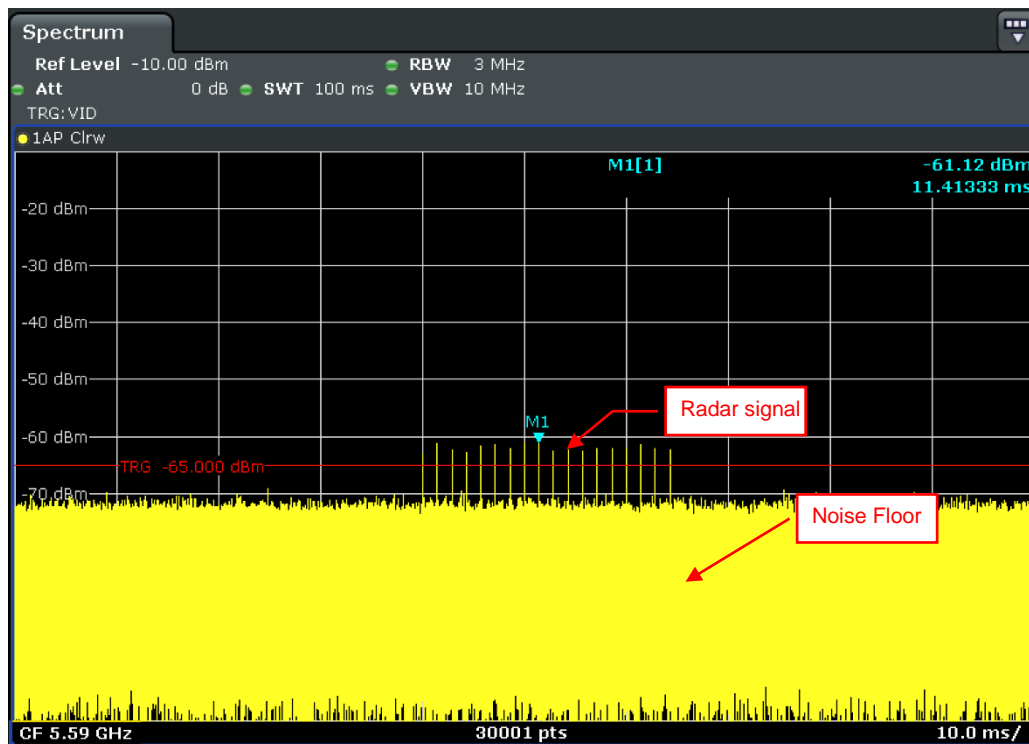 Spectrum
Ref Level -10.00 dBm RBW 3 MHz
Att 0 dB SWT 100 ms VBW 10 MHz
TRG:VID
1AP Clrw
M1[1] -61.12 dBm
11.41333 ms
-20 dBm
-30 dBm
-40 dBm
-50 dBm
Radar signal
M1
-60 dBm
TRG -65.000 dBm
-70 dBm
Noise Floor
CF 5.59 GHz 30001 pts 10.0 ms/